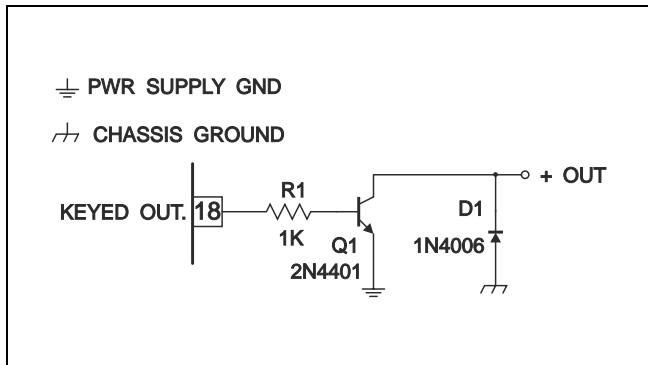 PWR SUPPLY GND
CHASSIS GROUND
KEYED OUT. 18
R1
1K
Q1
2N4401
+ OUT
D1
1N4006